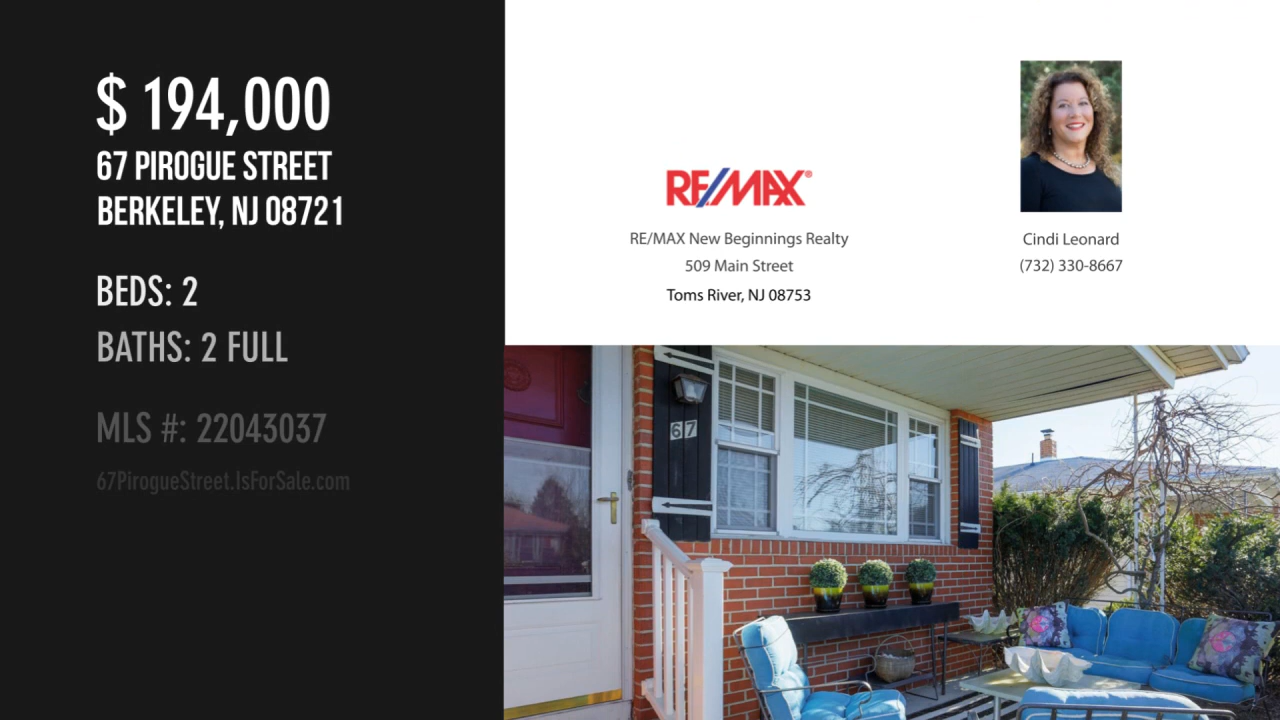 $ 194,000
67 PIROGUE STREET
BERKELEY, NJ 08721
BEDS: 2
BATHS: 2 FULL
MLS #: 22043037
67PirogueStreet.IsForSale.com
RE/MAX®
RE/MAX New Beginnings Realty
509 Main Street
Toms River, NJ 08753
Cindi Leonard
(732) 330-8667
67